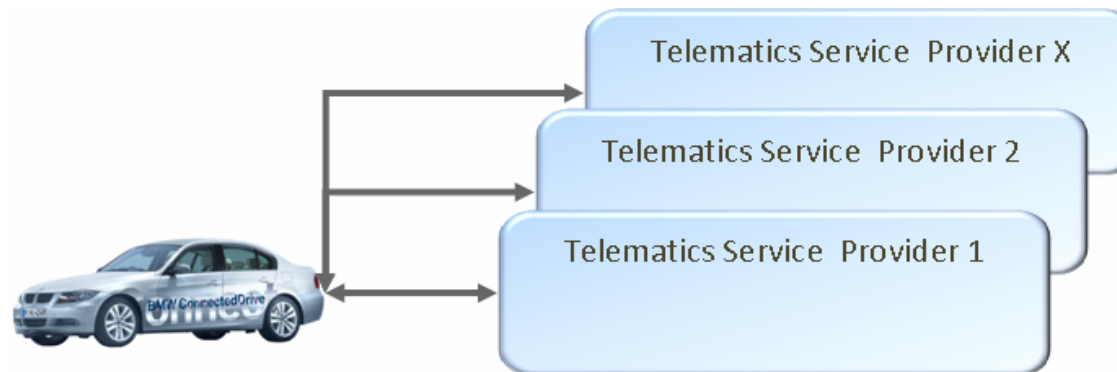 Telematics Service Provider X
Telematics Service Provider 2
Telematics Service Provider 1
BMW ConnectedDrive